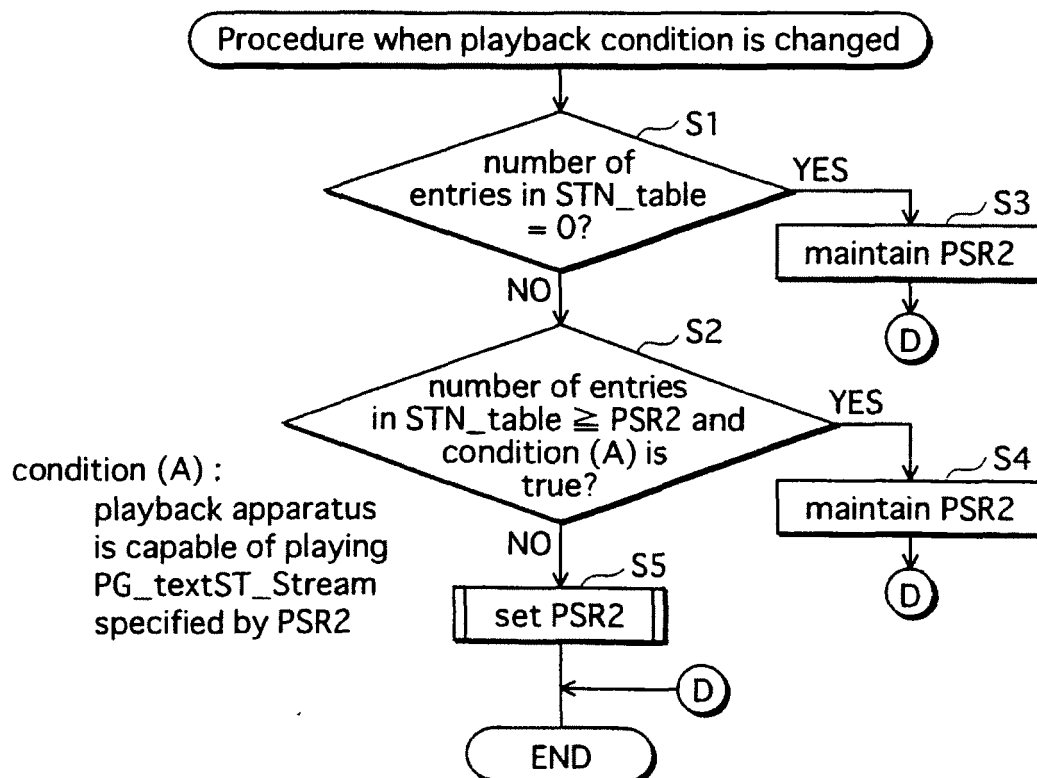 Procedure when playback condition is changed
S1
number of
entries in STN_table
= 0?
YES
S3
maintain PSR2
D
NO
S2
number of entries
in STN_table ≧ PSR2 and
condition (A) is
true?
YES
S4
maintain PSR2
D
condition (A) :
playback apparatus
is capable of playing
PG_textST_Stream
specified by PSR2
NO
S5
set PSR2
D
END